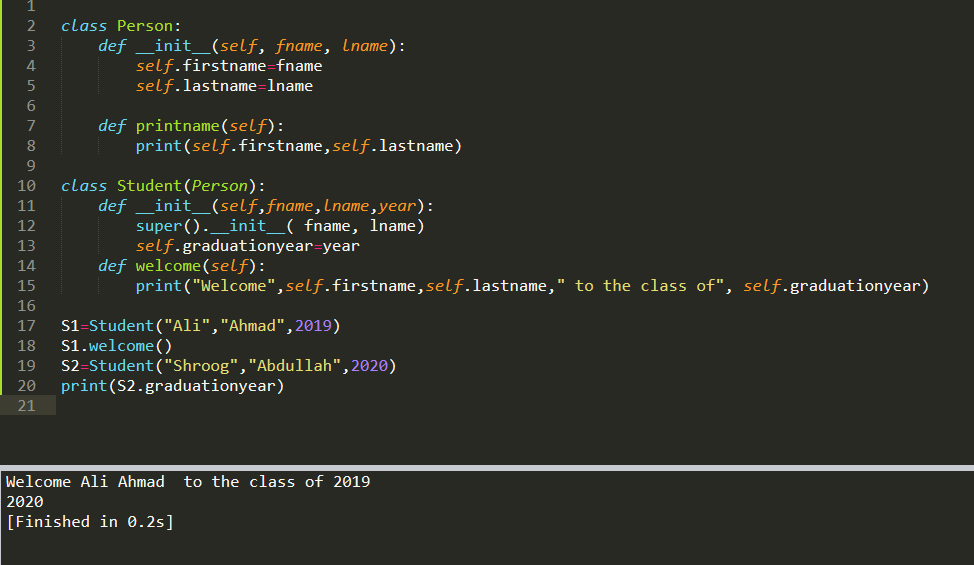 1
2 class Person:
3     def __init__(self, fname, lname):
4         self.firstname=fname
5         self.lastname=lname
6
7     def printname(self):
8         print(self.firstname,self.lastname)
9
10 class Student(Person):
11     def __init__(self,fname,lname,year):
12         super().__init__( fname, lname)
13         self.graduationyear=year
14     def welcome(self):
15         print("Welcome",self.firstname,self.lastname," to the class of", self.graduationyear)
16
17 S1=Student("Ali","Ahmad",2019)
18 S1.welcome()
19 S2=Student("Shroog","Abdullah",2020)
20 print(S2.graduationyear)
21
Welcome Ali Ahmad  to the class of 2019
2020
[Finished in 0.2s]